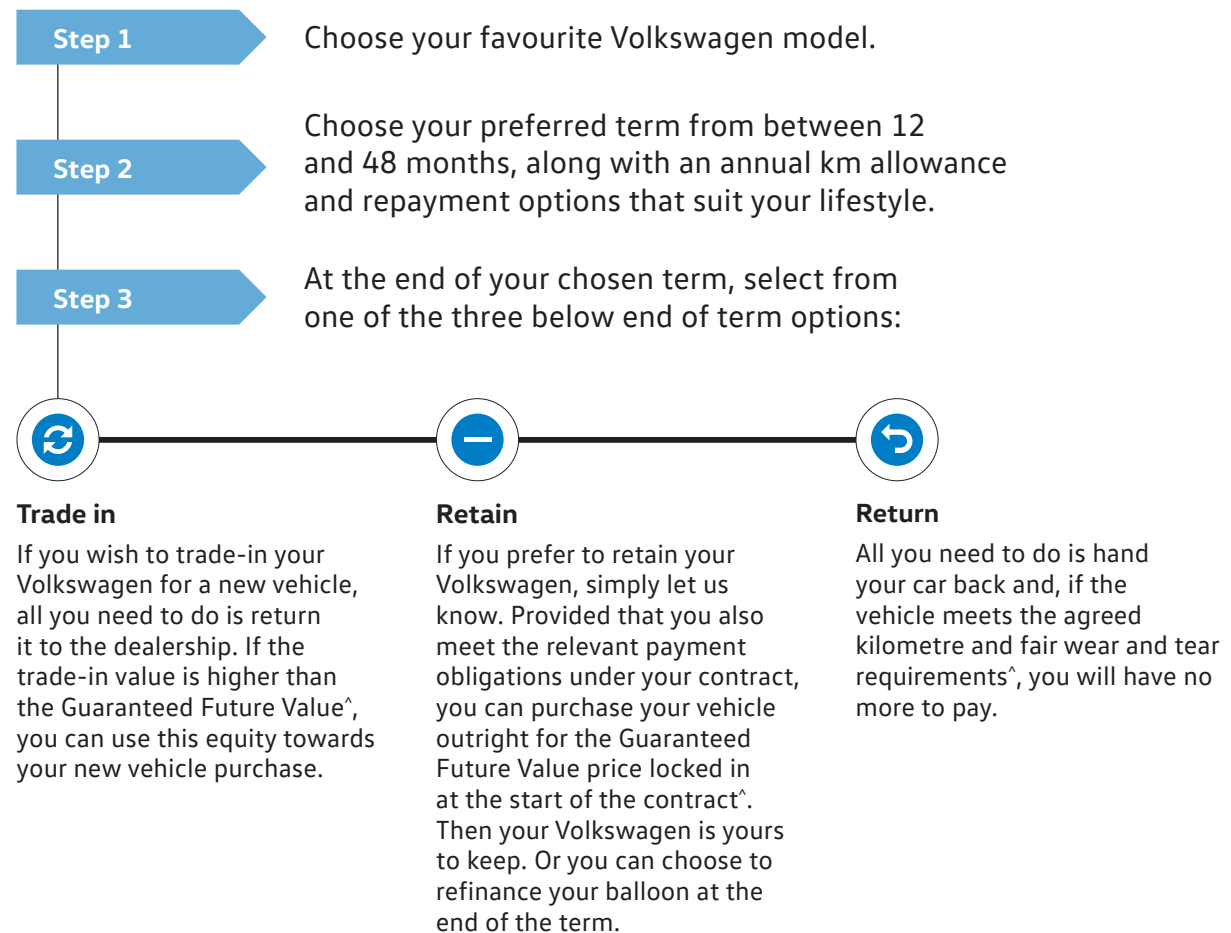 Step 1
Choose your favourite Volkswagen model.
Step 2
Choose your preferred term from between 12
and 48 months, along with an annual km allowance
and repayment options that suit your lifestyle.
Step 3
At the end of your chosen term, select from
one of the three below end of term options:
Trade in
If you wish to trade-in your
Volkswagen for a new vehicle,
all you need to do is return
it to the dealership. If the
trade-in value is higher than
the Guaranteed Future Value^,
you can use this equity towards
your new vehicle purchase.
Retain
If you prefer to retain your
Volkswagen, simply let us
know. Provided that you also
meet the relevant payment
obligations under your contract,
you can purchase your vehicle
outright for the Guaranteed
Future Value price locked in
at the start of the contract^.
Then your Volkswagen is yours
to keep. Or you can choose to
refinance your balloon at the
end of the term.
Return
All you need to do is hand
your car back and, if the
vehicle meets the agreed
kilometre and fair wear and tear
requirements^, you will have no
more to pay.